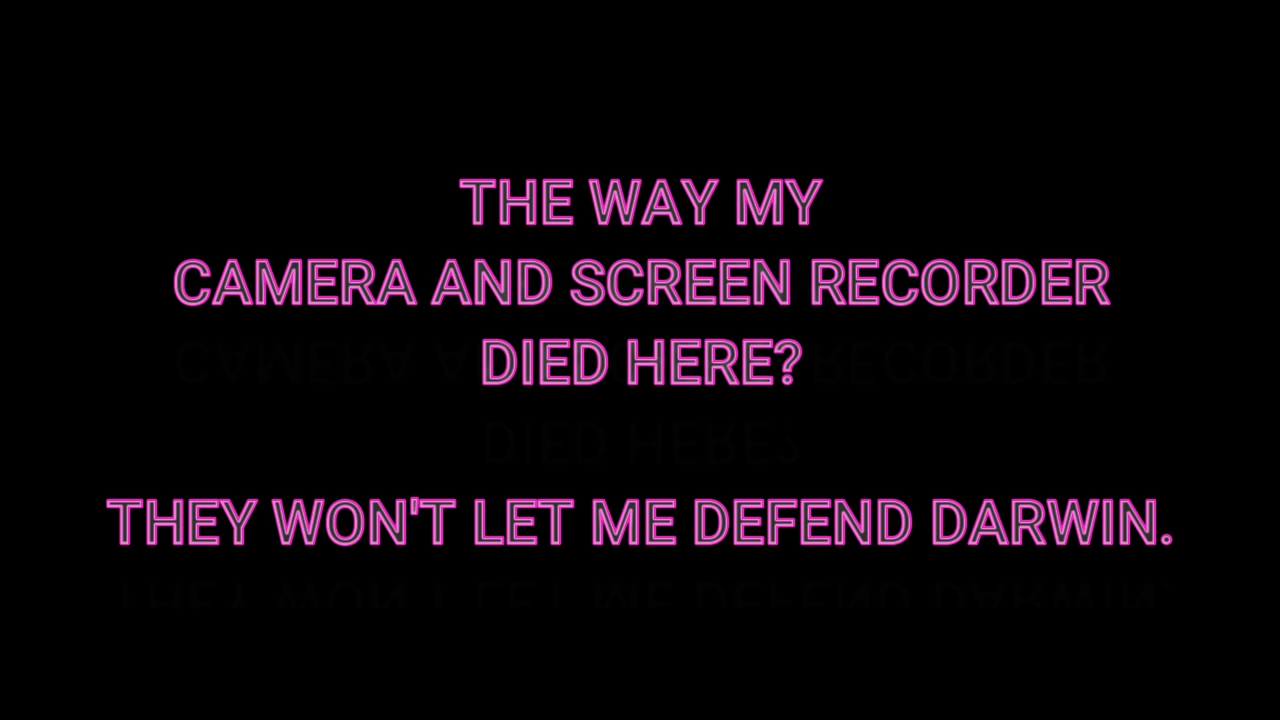 THE WAY MY
CAMERA AND SCREEN RECORDER
DIED HERE?
THEY WON'T LET ME DEFEND DARWIN.